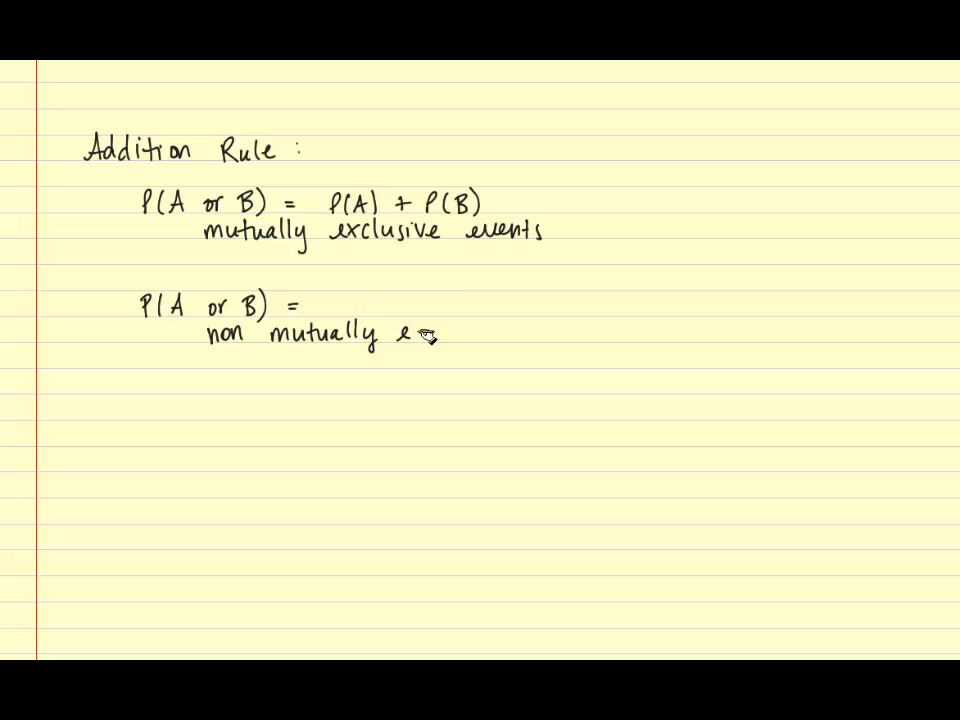 Addition Rule :
P(A or B) = P(A) + P(B)
mutually exclusive events
P(A or B) =
non mutually e